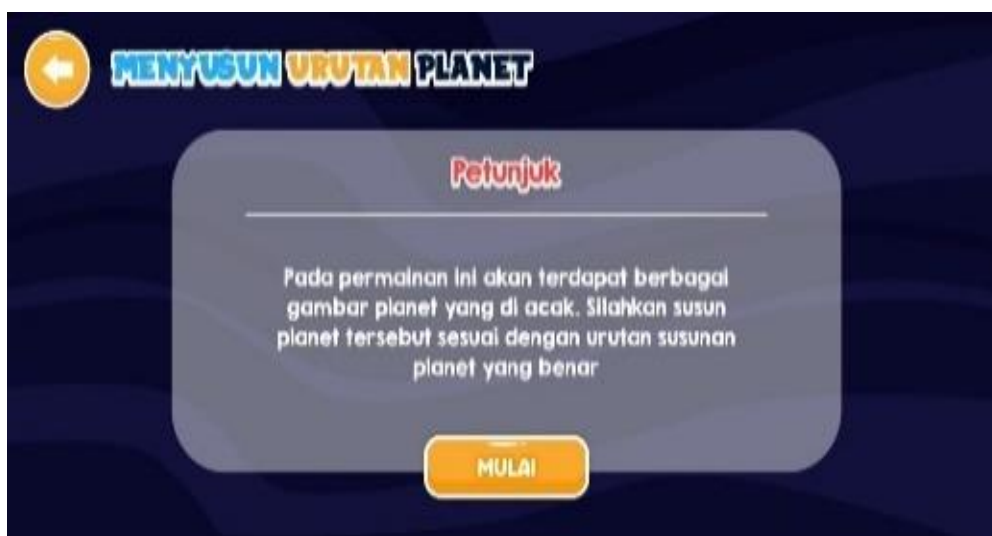 MENYUSUN URUTAN PLANET
Petunjuk
Pada permainan ini akan terdapat berbagai
gambar planet yang di acak. Silahkan susun
planet tersebut sesuai dengan urutan susunan
planet yang benar
MULAI